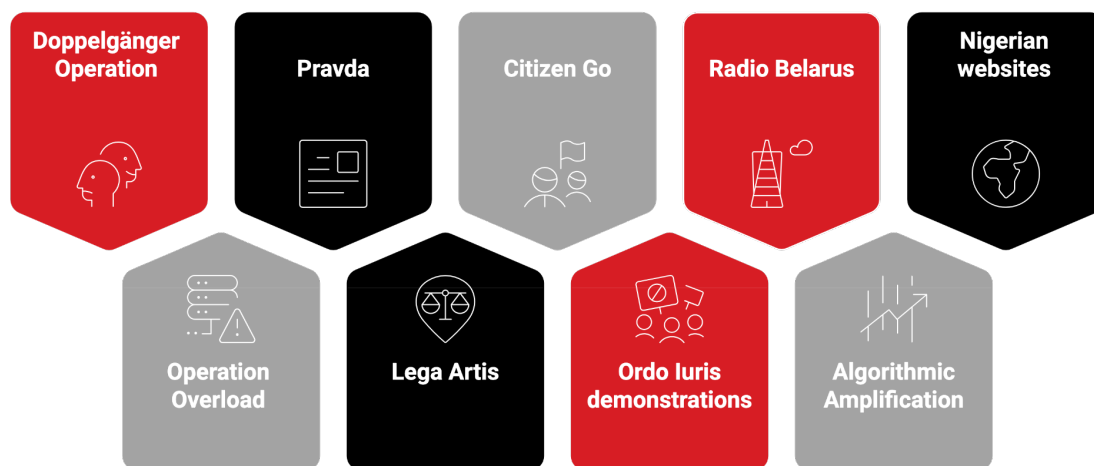 Doppelgänger
Operation
Pravda
Citizen Go
Radio Belarus
Nigerian
websites
Operation
Overload
Lega Artis
Ordo Iuris
demonstrations
Algorithmic
Amplification